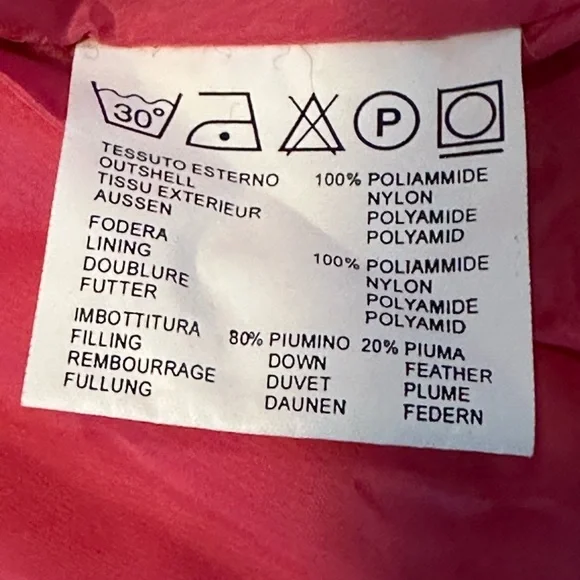 30°
P
TESSUTO ESTERNO 100% POLIAMMIDE
OUTSHELL NYLON
TISSU EXTERIEUR POLYAMIDE
AUSSEN POLYAMID
FODERA 100% POLIAMMIDE
LINING NYLON
DOUBLURE POLYAMIDE
FUTTER POLYAMID
IMBOTTITURA 80% PIUMINO 20% PIUMA
FILLING DOWN FEATHER
REMBOURRAGE DUVET PLUME
FULLUNG DAUNEN FEDERN